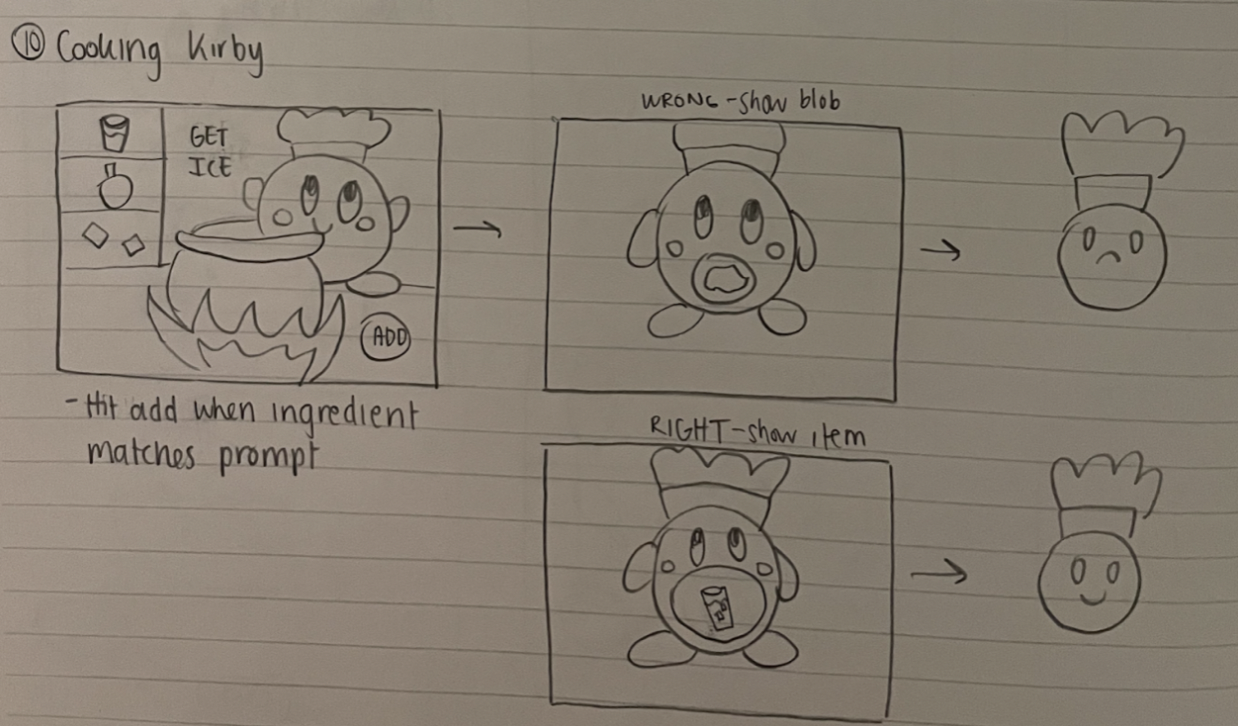 10 Cooking Kirby
GET
ICE
ADD
- Hit add when ingredient
matches prompt
WRONG - show blob
RIGHT - show item